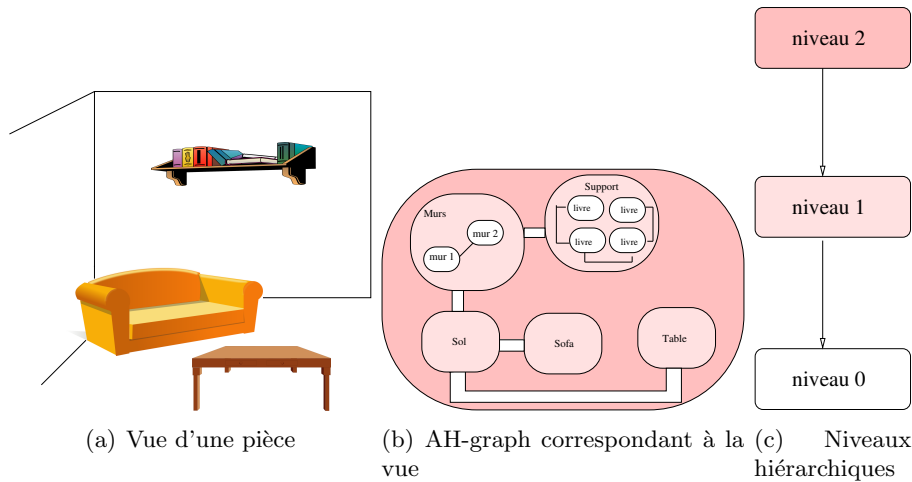 niveau 2
niveau 1
niveau 0
Support
livre
livre
livre
livre
Murs
mur 2
mur 1
Sol
Sofa
Table
(a) Vue d'une pièce
(b) AH-graph correspondant à la
vue
(c) Niveaux
hiérarchiques